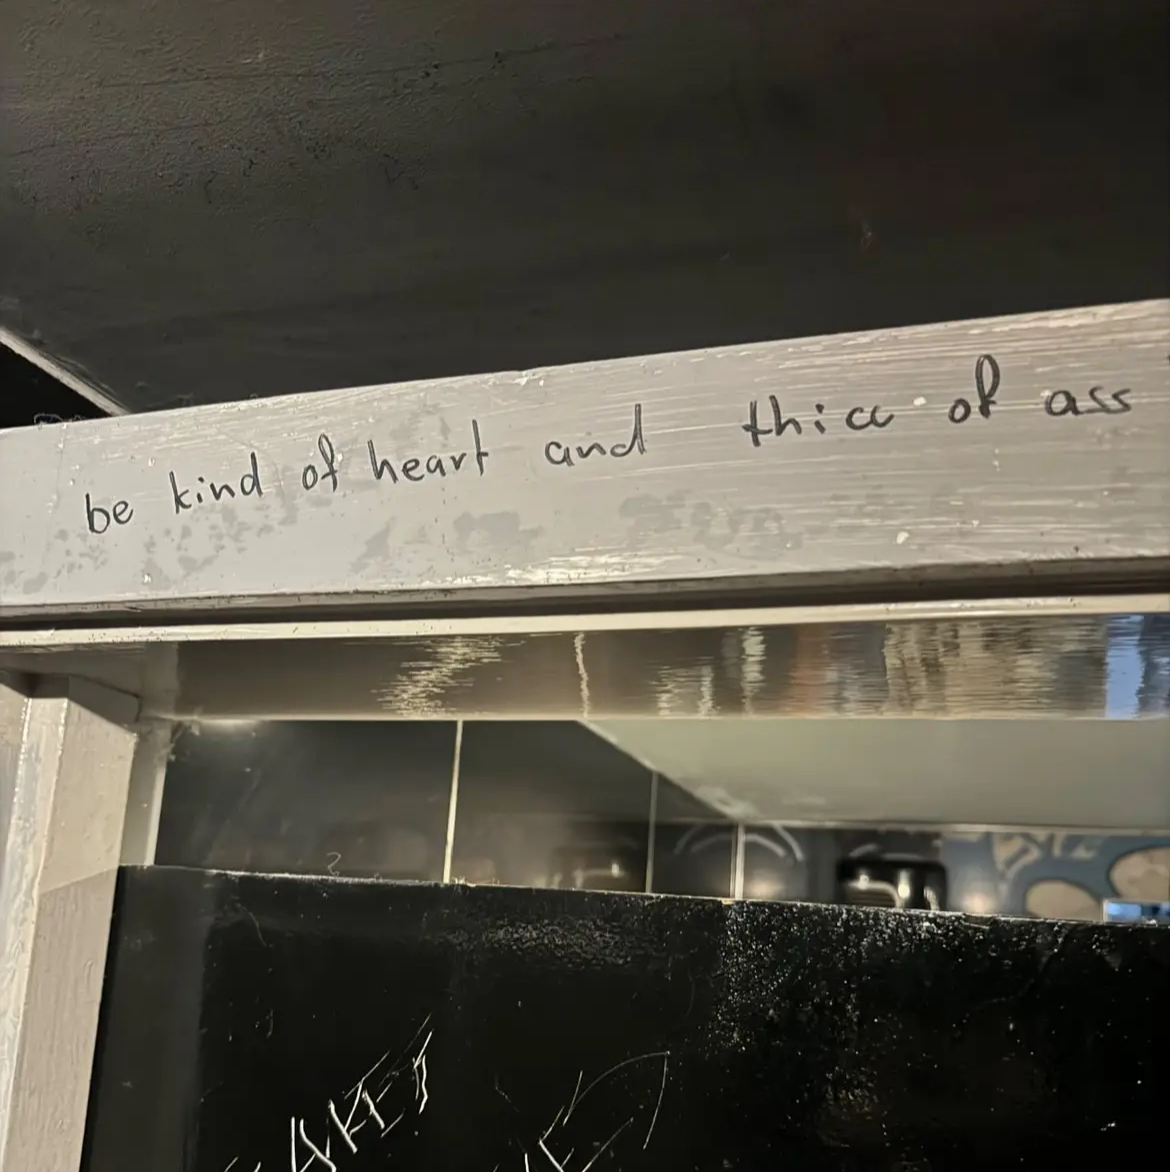 be kind of heart and thicc of ass